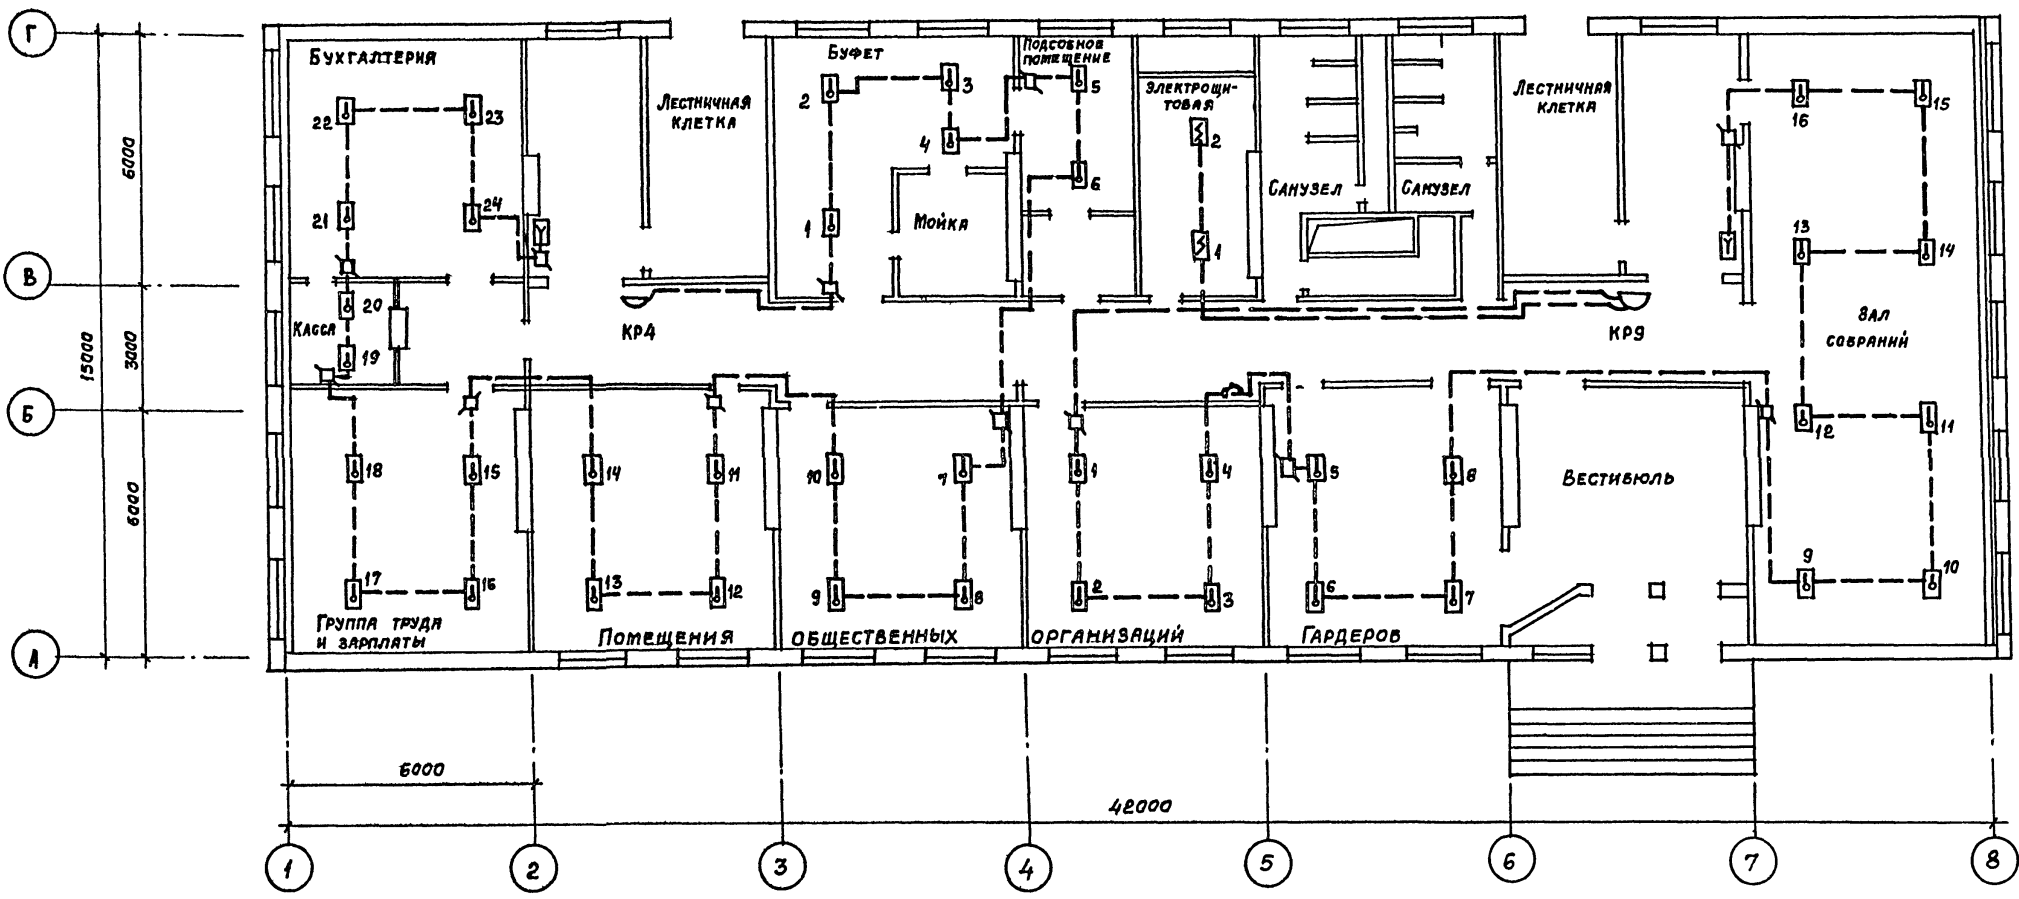 Г
В
Б
А
15000
6000
3000
6000
Бухгалтерия
22
23
21
24
Касса
20
19
18
15
17
16
Группа труда
и зарплаты
Лестничная
клетка
КР4
14
11
13
12
Помещения
Буфет
2
3
4
1
Мойка
Подсобное
помещение
5
6
10
7
9
8
общественных
Электрощи-
товая
2
1
1
4
2
3
организаций
Санузел
Санузел
5
8
6
7
Гардероб
Лестничная
клетка
КР9
Вестибюль
16
15
13
14
Зал
собраний
12
11
9
10
6000
42000
1
2
3
4
5
6
7
8